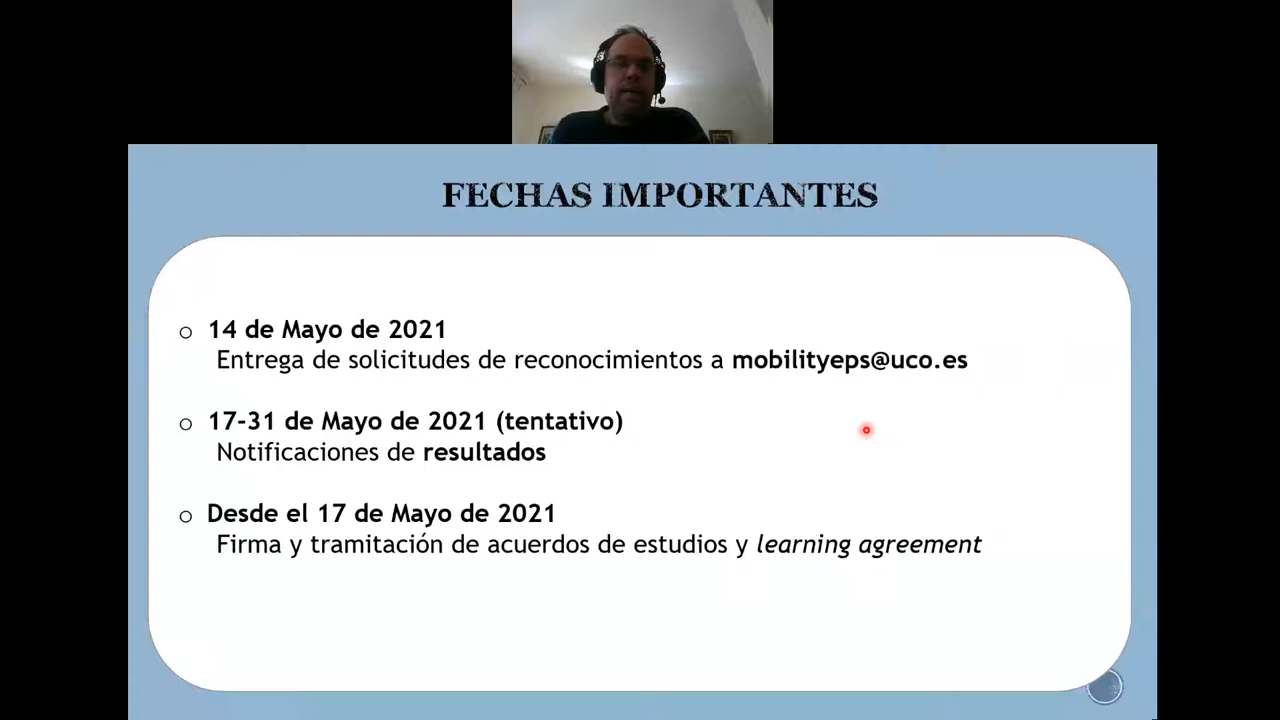 FECHAS IMPORTANTES
o 14 de Mayo de 2021
Entrega de solicitudes de reconocimientos a mobilityeps@uco.es
o 17-31 de Mayo de 2021 (tentativo)
Notificaciones de resultados
o Desde el 17 de Mayo de 2021
Firma y tramitación de acuerdos de estudios y learning agreement